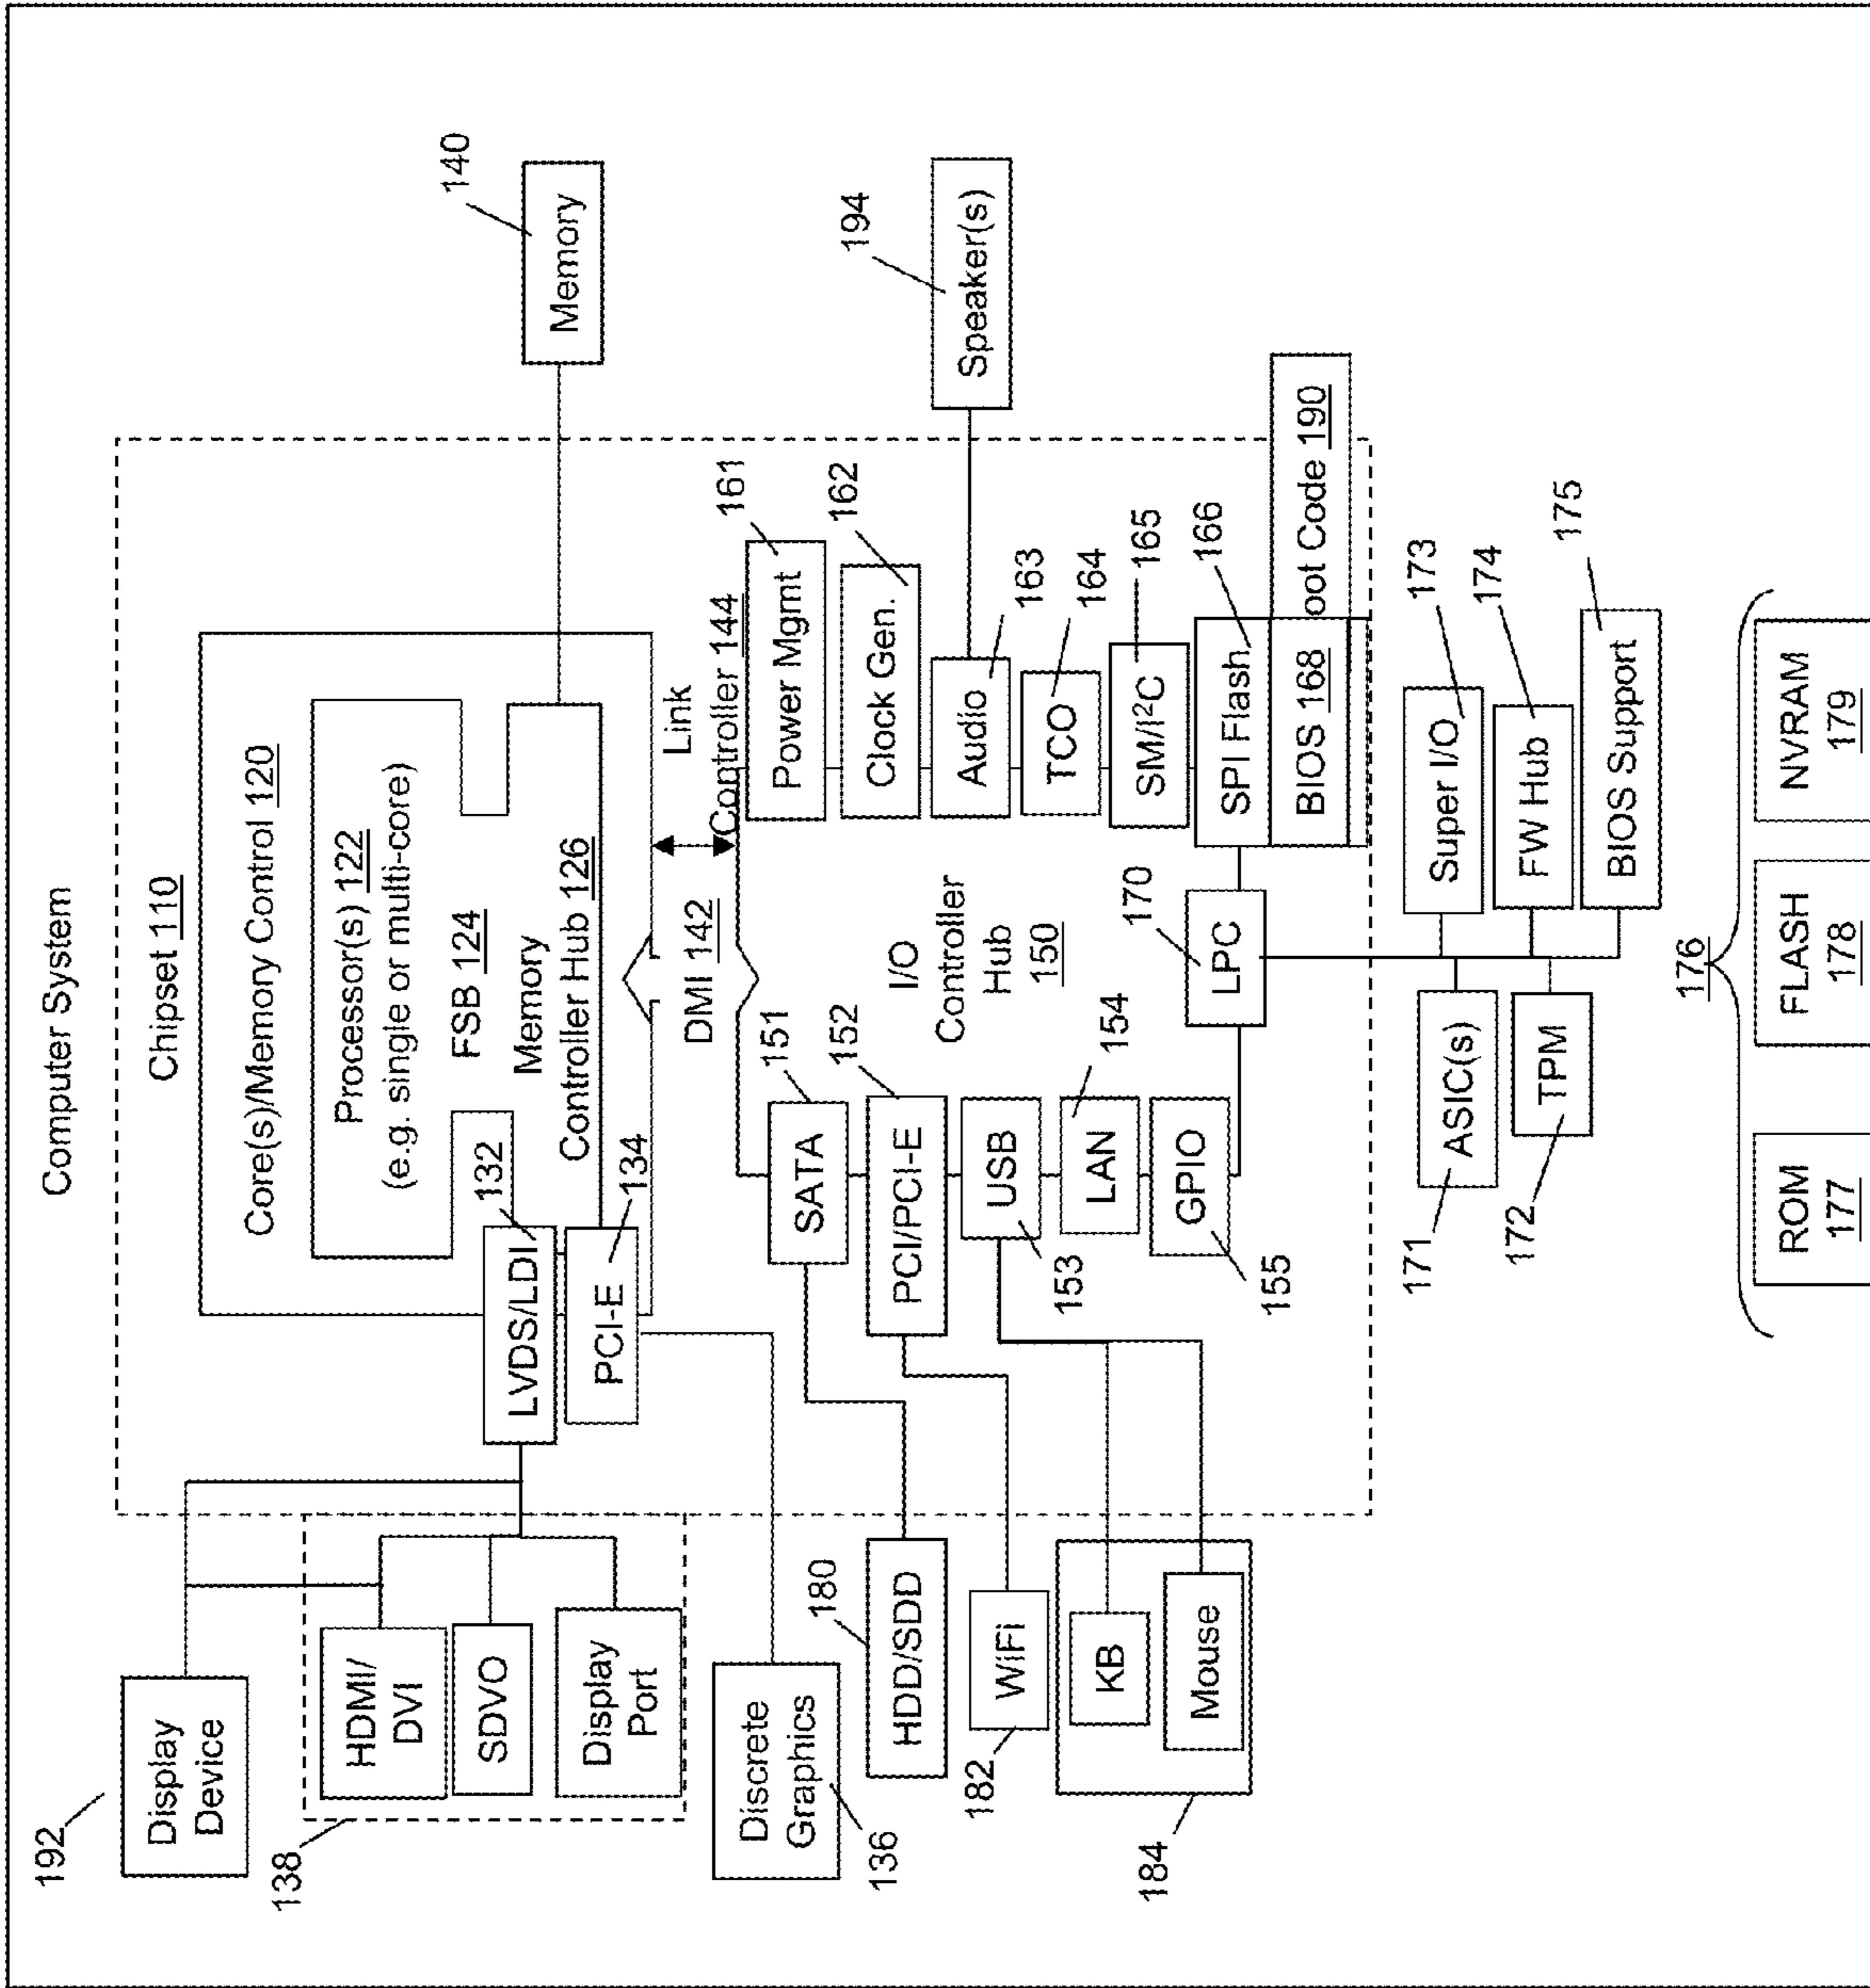 Computer System
Chipset 110
Core(s)/Memory Control 120
Processor(s) 122
(e.g. single or multi-core)
FSB 124
Memory
Controller Hub 126
132
LVDS/LDI
PCI-E
134
140
Memory
192
Display
Device
138
HDMI/
DVI
SDVO
Display
Port
Discrete
Graphics
136
DMI 142
Link
Controller 144
I/O
Controller
Hub 150
151
SATA
152
PCI/PCI-E
USB
153
154
LAN
GPIO
155
161
Power Mgmt
162
Clock Gen.
Audio
163
TCO
164
SM/I²C
165
SPI Flash
166
BIOS 168
oot Code 190
194
Speaker(s)
170
LPC
180
HDD/SDD
WiFi
182
KB
Mouse
184
171
ASIC(s)
172
TPM
Super I/O
173
FW Hub
174
BIOS Support
175
176
ROM
177
FLASH
178
NVRAM
179